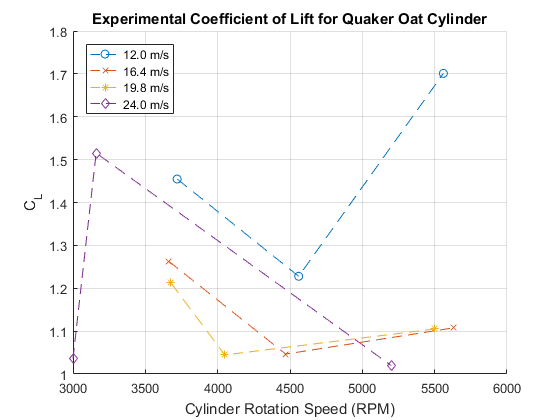 Experimental Coefficient of Lift for Quaker Oat Cylinder
1.8
1.7
1.6
1.5
1.4
1.3
1.2
1.1
1
C_L
12.0 m/s
16.4 m/s
19.8 m/s
24.0 m/s
3000 3500 4000 4500 5000 5500 6000
Cylinder Rotation Speed (RPM)